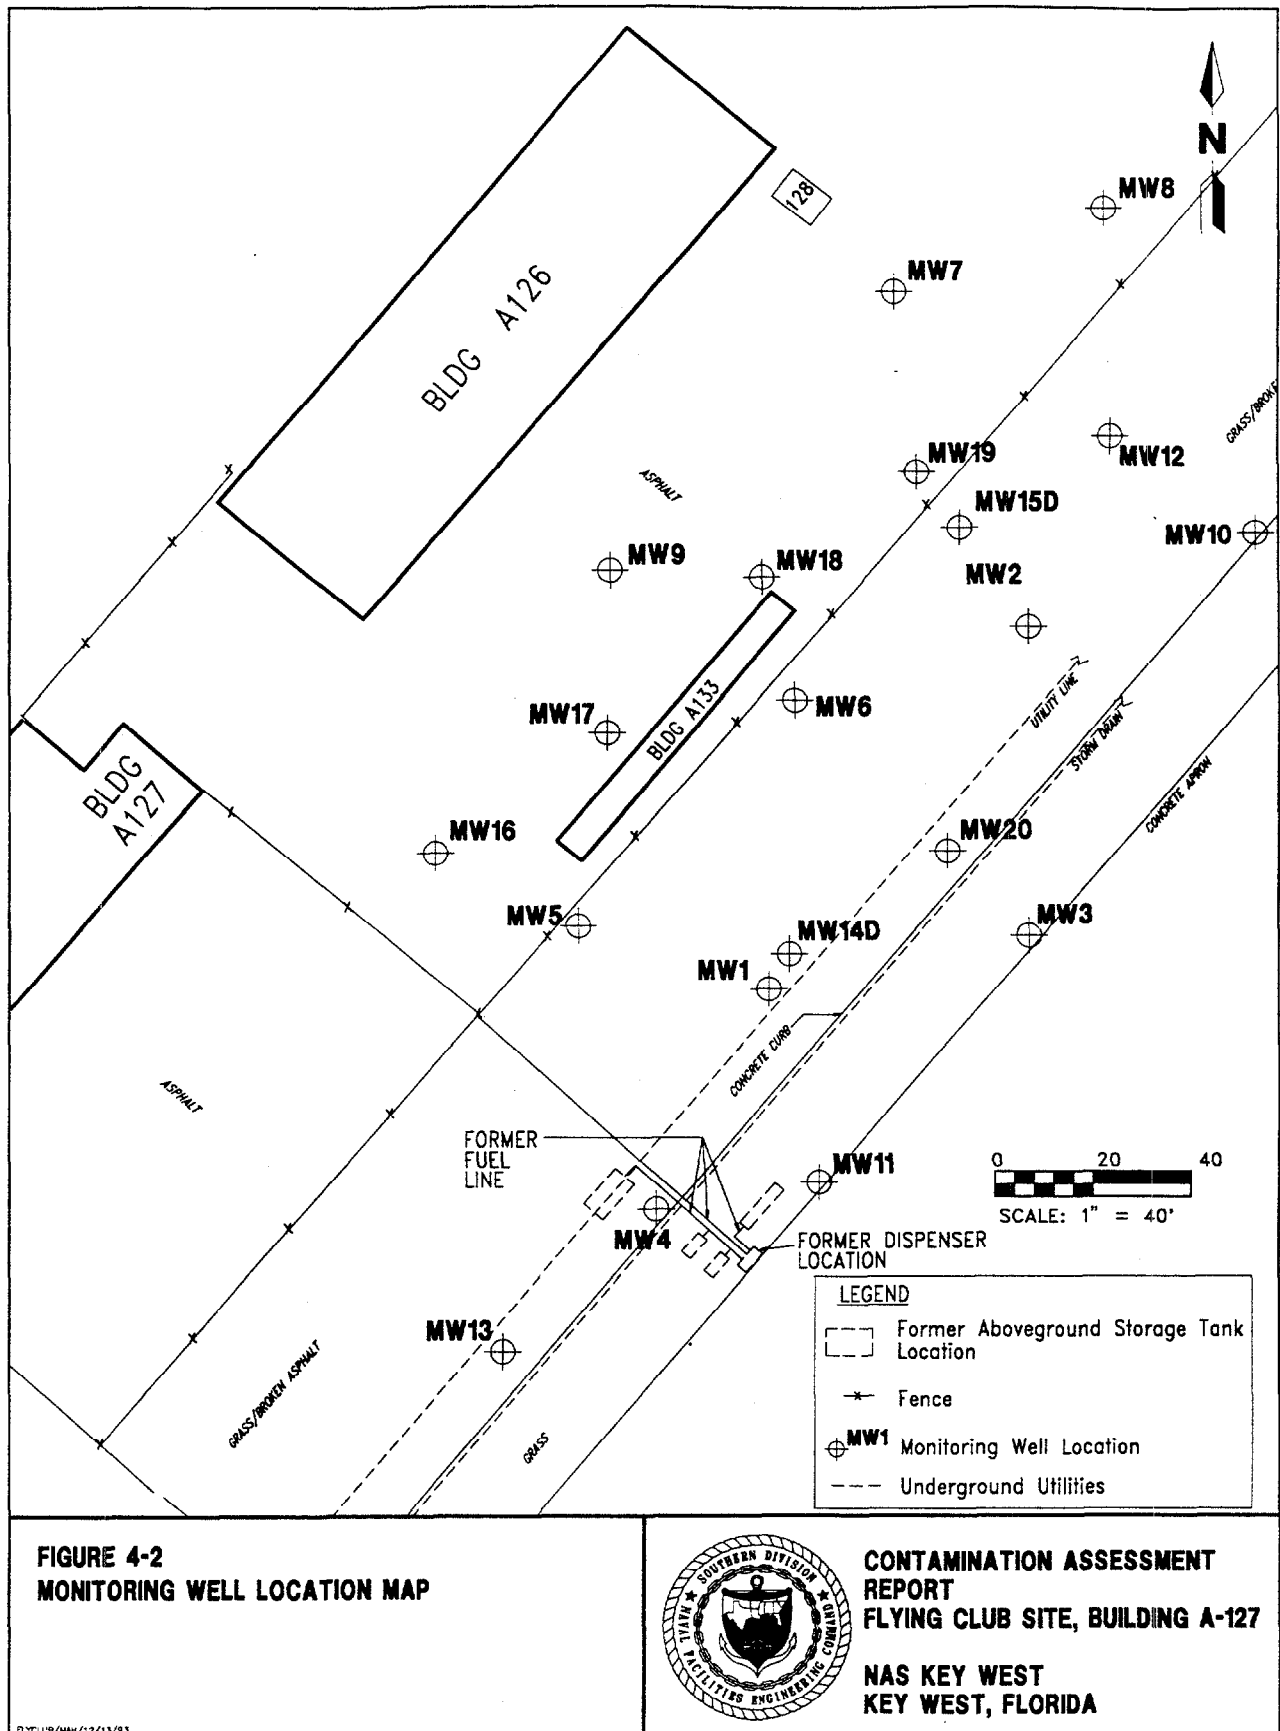 N
128
MW8
MW7
BLDG A126
GRASS/BROKE
MW19
MW12
ASPHALT
MW15D
MW10
MW9
MW18
MW2
BLDG A133
UTILITY LINE
MW17
MW6
STORM DRAIN
BLDG
A127
CONCRETE APRON
MW16
MW20
MW5
MW3
MW14D
MW1
CONCRETE CURB
ASPHALT
FORMER
FUEL
LINE
MW11
0 20 40
SCALE: 1" = 40'
MW4
FORMER DISPENSER
LOCATION
MW13
GRASS/BROKEN ASPHALT
GRASS
LEGEND
Former Aboveground Storage Tank
Location
Fence
MW1 Monitoring Well Location
Underground Utilities
FIGURE 4-2
MONITORING WELL LOCATION MAP
SOUTHERN DIVISION
NAVAL FACILITIES ENGINEERING COMMAND
CONTAMINATION ASSESSMENT
REPORT
FLYING CLUB SITE, BUILDING A-127
NAS KEY WEST
KEY WEST, FLORIDA